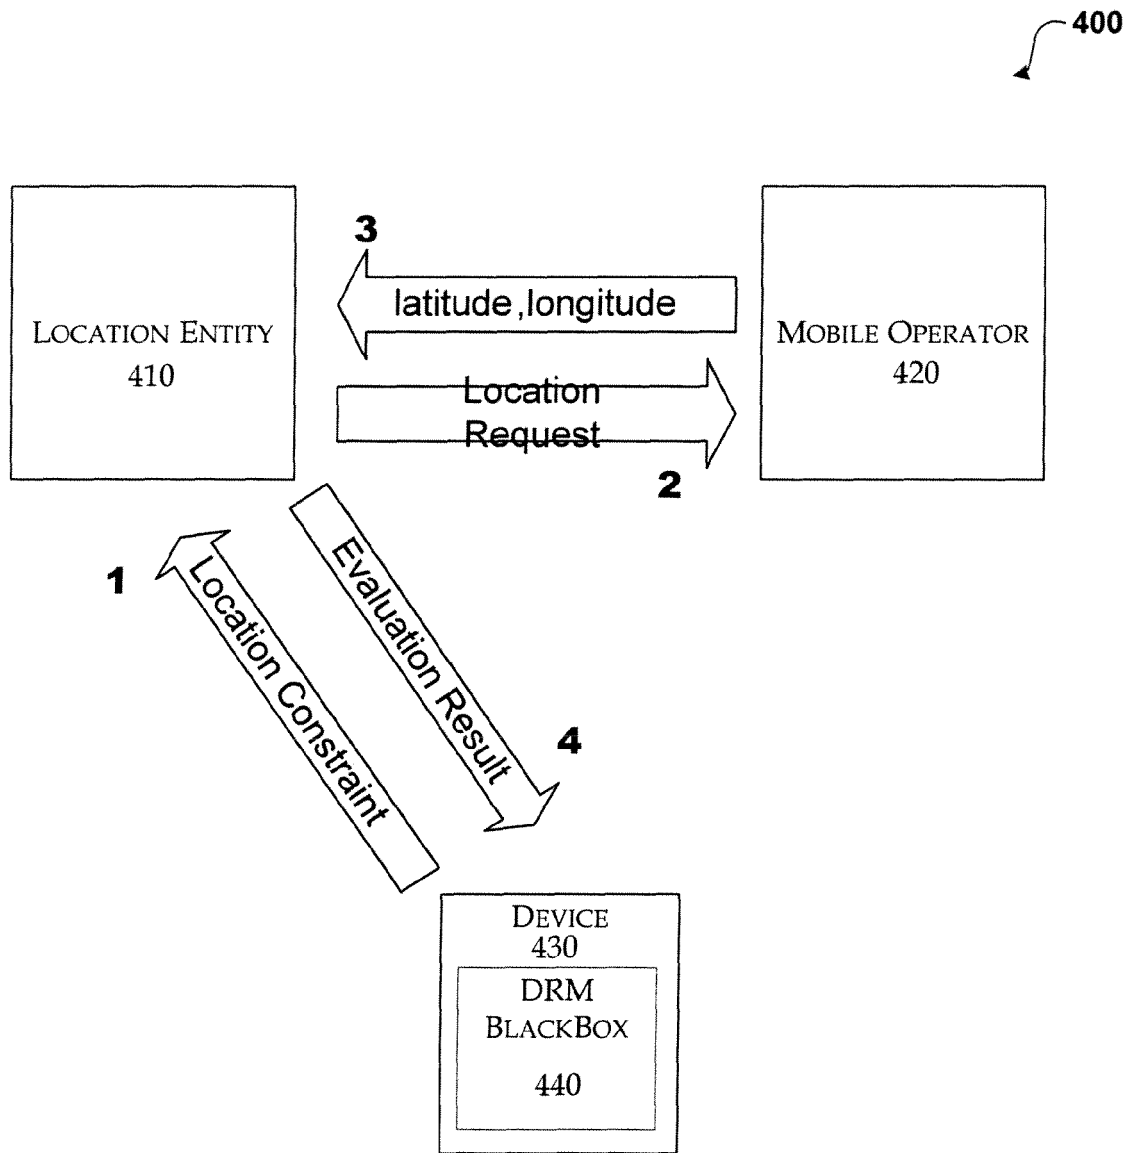 400
3
latitude,longitude
LOCATION ENTITY
410
MOBILE OPERATOR
420
Location
Request
2
1
Location Constraint
Evaluation Result
4
DEVICE
430
DRM
BLACKBOX
440